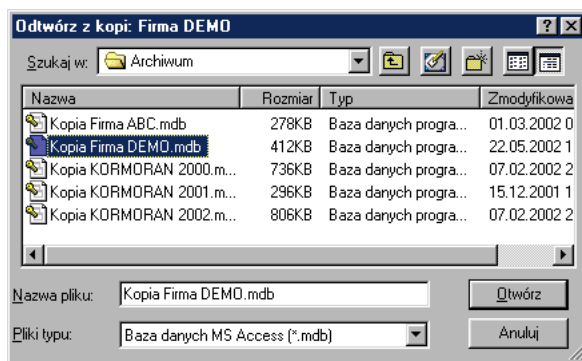 Odtwórz z kopi: Firma DEMO
Szukaj w: Archiwum
Nazwa Rozmiar Typ Zmodyfikowa
Kopia Firma ABC.mdb 278KB Baza danych progra... 01.03.2002 0
Kopia Firma DEMO.mdb 412KB Baza danych progra... 22.05.2002 1
Kopia KORMORAN 2000.m... 736KB Baza danych progra... 07.02.2002 2
Kopia KORMORAN 2001.m... 296KB Baza danych progra... 15.12.2001 1
Kopia KORMORAN 2002.m... 806KB Baza danych progra... 07.02.2002 2
Nazwa pliku: Kopia Firma DEMO.mdb Otwórz
Pliki typu: Baza danych MS Access (*.mdb) Anuluj